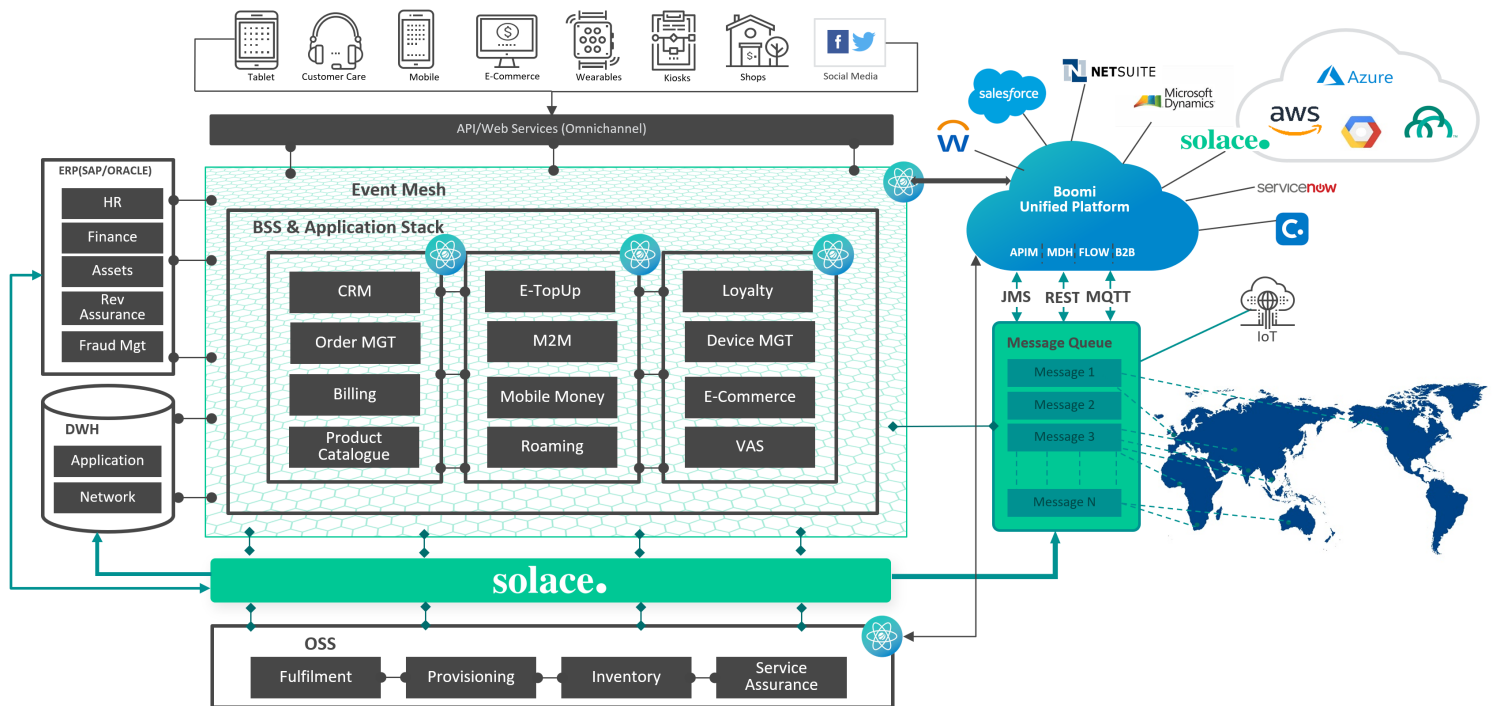 Tablet
Customer Care
Mobile
E-Commerce
Wearables
Kiosks
Shops
Social Media
API/Web Services (Omnichannel)
ERP(SAP/ORACLE)
HR
Finance
Assets
Rev
Assurance
Fraud Mgt
DWH
Application
Network
Event Mesh
BSS & Application Stack
CRM
Order MGT
Billing
Product
Catalogue
E-TopUp
M2M
Mobile Money
Roaming
Loyalty
Device MGT
E-Commerce
VAS
solace.
OSS
Fulfilment
Provisioning
Inventory
Service
Assurance
salesforce
NETSUITE
Microsoft
Dynamics
solace.
Azure
aws
servicenow
C.
Boomi
Unified Platform
APIM
MDH
FLOW
B2B
JMS
REST
MQTT
Message Queue
Message 1
Message 2
Message 3
Message N
IoT